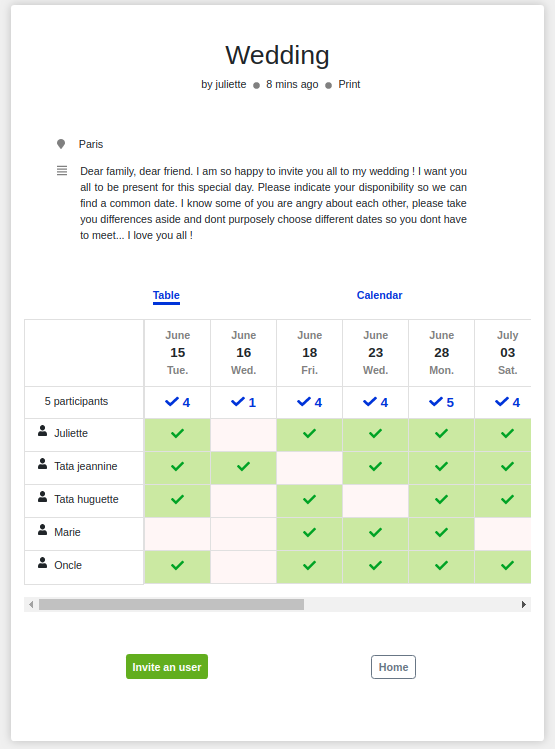 Wedding
by juliette 8 mins ago Print
Paris
Dear family, dear friend. I am so happy to invite you all to my wedding ! I want you
all to be present for this special day. Please indicate your disponibility so we can
find a common date. I know some of you are angry about each other, please take
you differences aside and dont purposely choose different dates so you dont have
to meet... I love you all !
Table Calendar
June June June June June July
15 16 18 23 28 03
Tue. Wed. Fri. Wed. Mon. Sat.
5 participants 4 1 4 4 5 4
Juliette
Tata jeannine
Tata huguette
Marie
Oncle
Invite an user Home